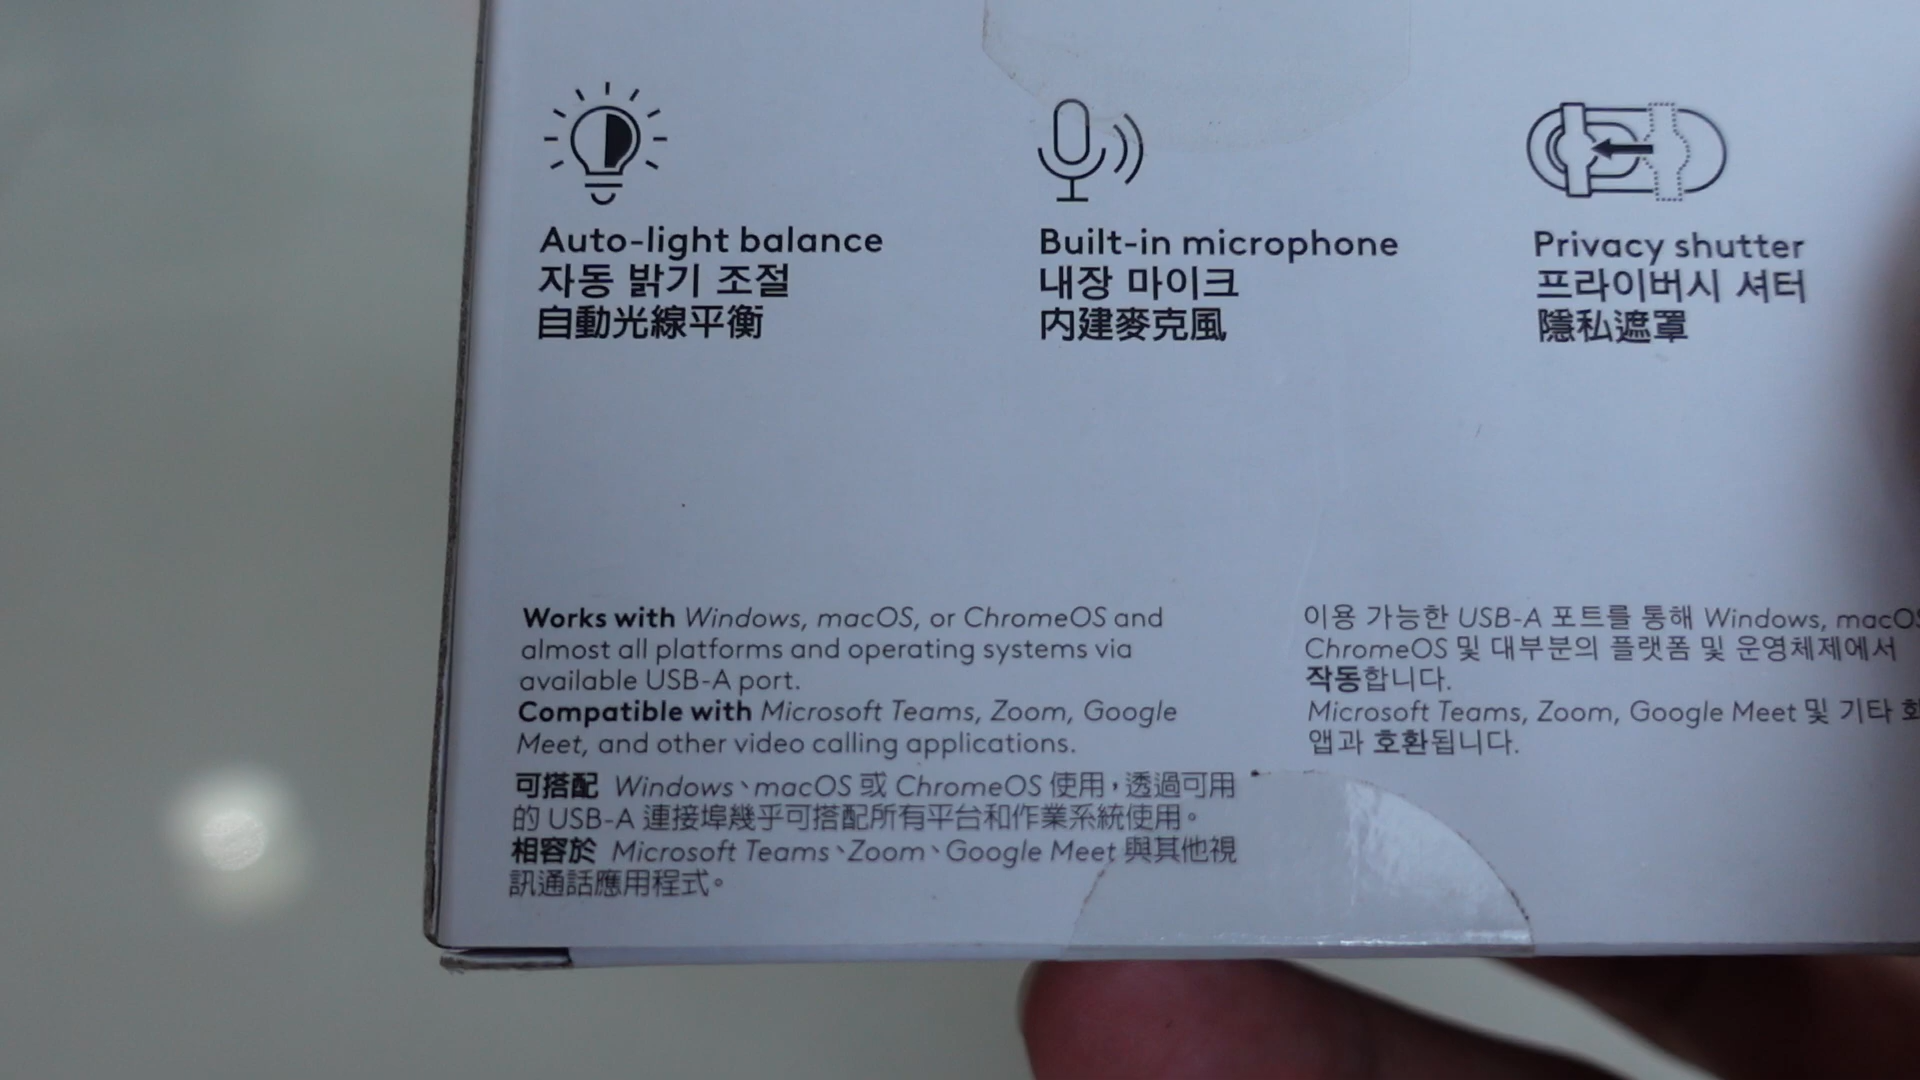 Auto-light balance
자동 밝기 조절
自動光線平衡
Built-in microphone
내장 마이크
內建麥克風
Privacy shutter
프라이버시 셔터
隱私遮罩
Works with Windows, macOS, or ChromeOS and
almost all platforms and operating systems via
available USB-A port.
Compatible with Microsoft Teams, Zoom, Google
Meet, and other video calling applications.
可搭配 Windows、macOS 或 ChromeOS 使用，透過可用
的 USB-A 連接埠幾乎可搭配所有平台和作業系統使用。
相容於 Microsoft Teams、Zoom、Google Meet 與其他視
訊通話應用程式。
이용 가능한 USB-A 포트를 통해 Windows, macOS
ChromeOS 및 대부분의 플랫폼 및 운영체제에서
작동합니다.
Microsoft Teams, Zoom, Google Meet 및 기타
앱과 호환됩니다.